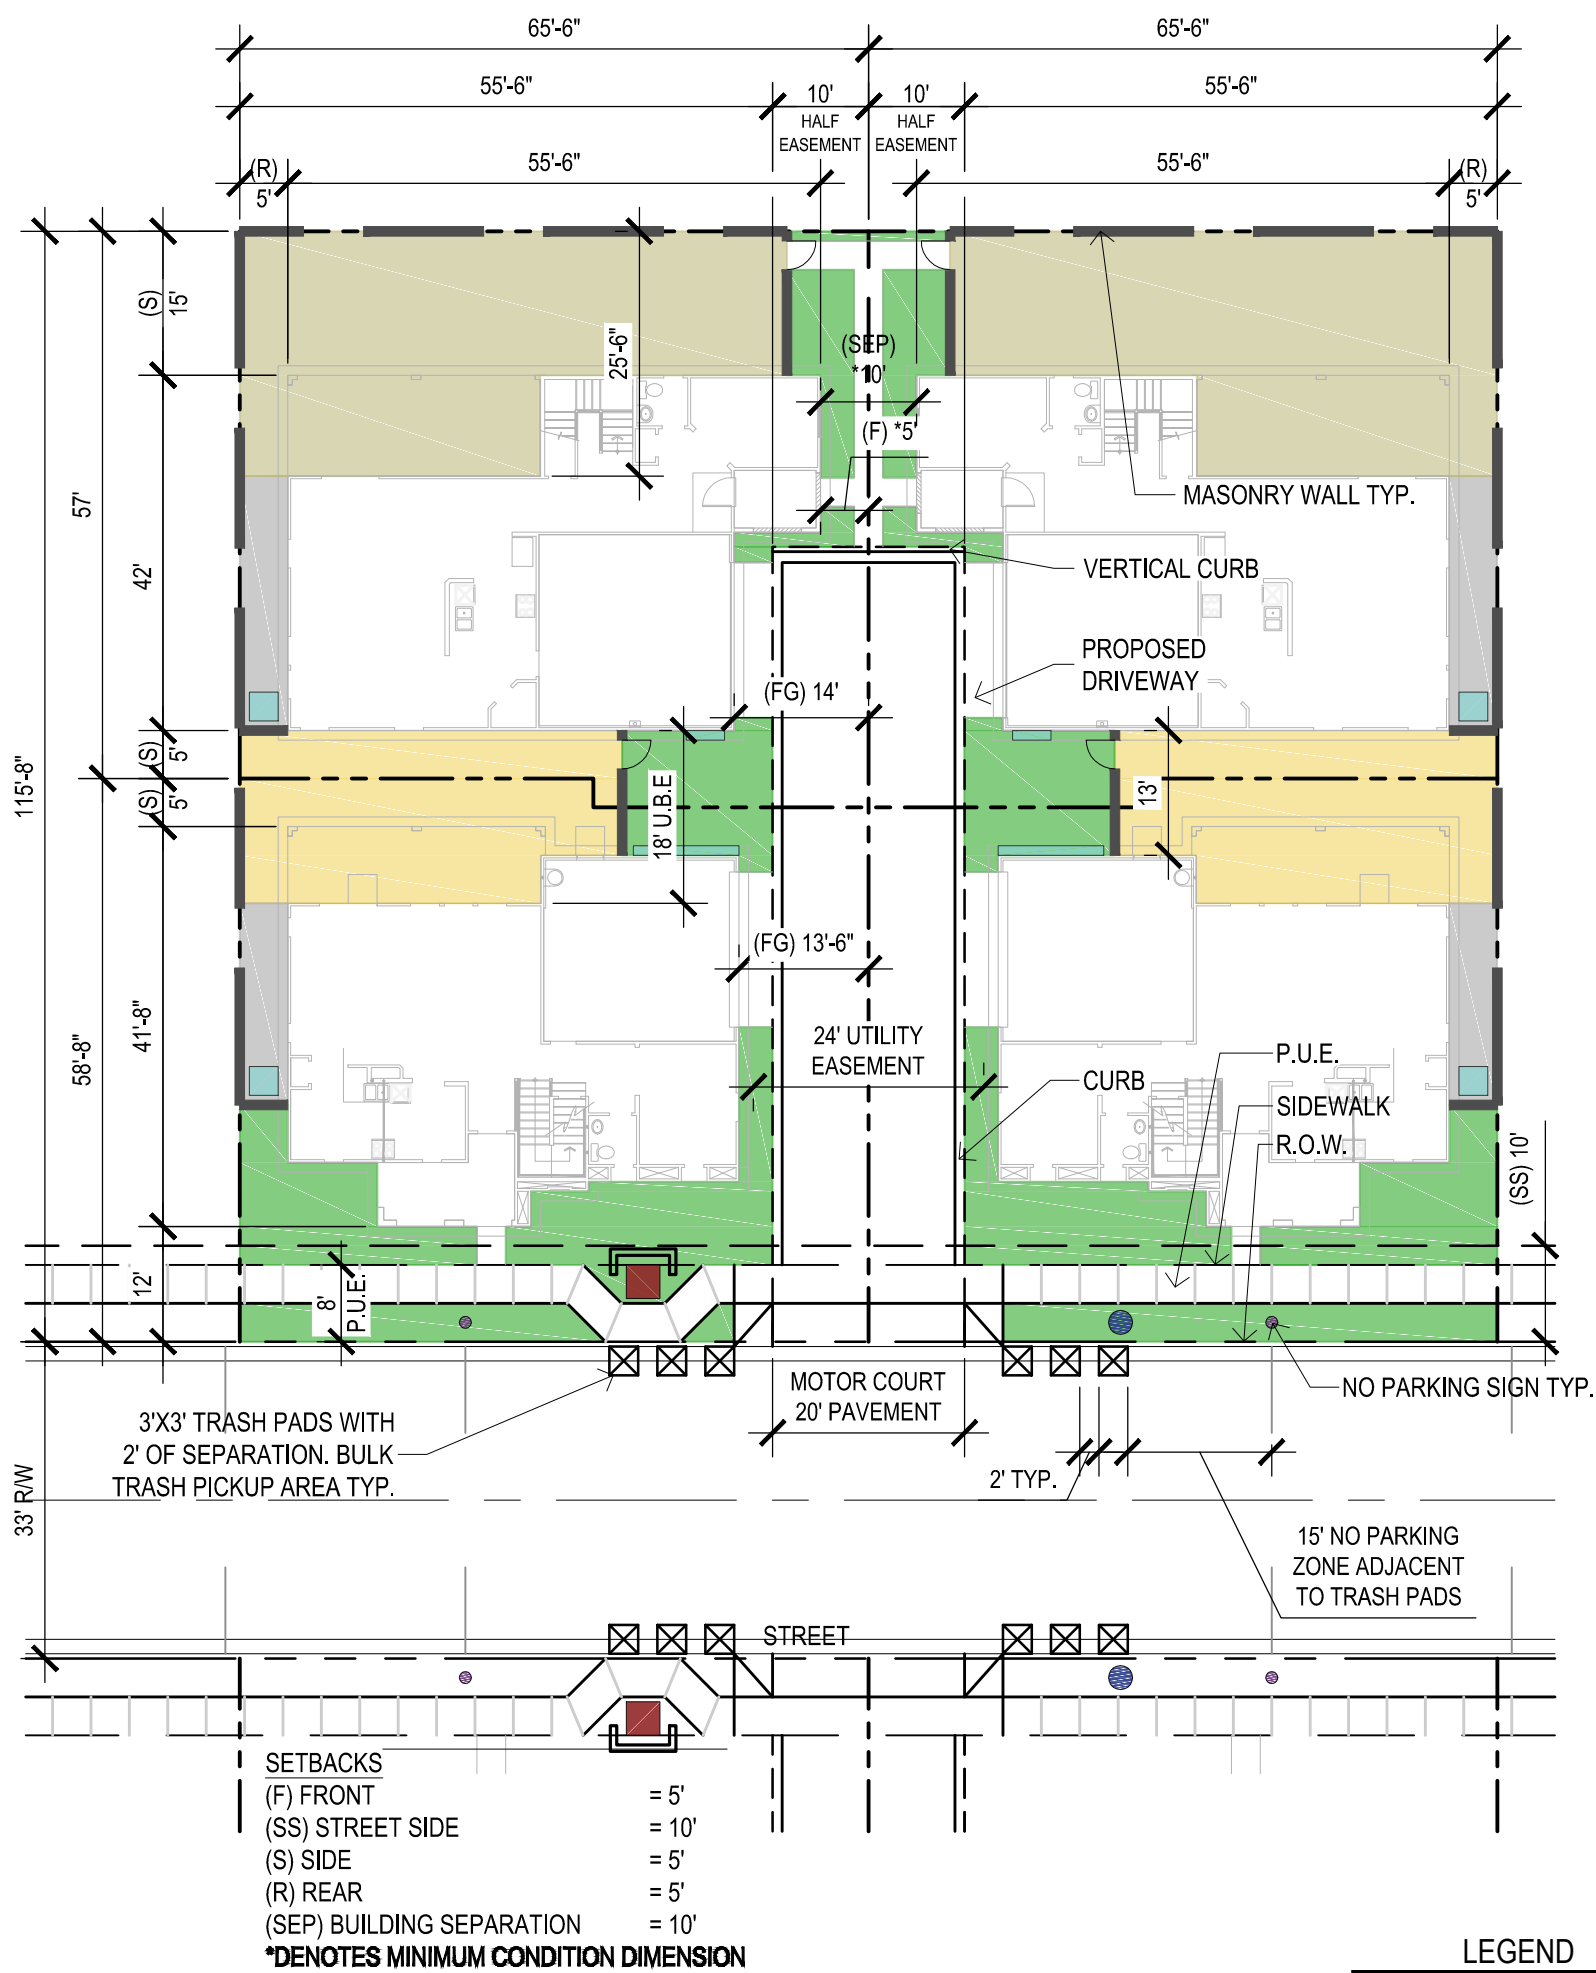 65'-6"
65'-6"
55'-6"
10'
HALF
EASEMENT
10'
HALF
EASEMENT
55'-6"
(R)
5'
55'-6"
55'-6"
(R)
5'
(S)
15'
25'-6"
(SEP)
*10'
(F) *5'
MASONRY WALL TYP.
57'
42'
VERTICAL CURB
PROPOSED
DRIVEWAY
(FG) 14'
115'-8"
(S)
5'
(S)
5'
18' U.B.E
13'
(FG) 13'-6"
58'-8"
41'-8"
24' UTILITY
EASEMENT
P.U.E.
CURB
SIDEWALK
R.O.W.
(SS) 10'
12'
8'
P.U.E.
MOTOR COURT
20' PAVEMENT
NO PARKING SIGN TYP.
3'X3' TRASH PADS WITH
2' OF SEPARATION. BULK
TRASH PICKUP AREA TYP.
2' TYP.
33' R/W
15' NO PARKING
ZONE ADJACENT
TO TRASH PADS
STREET
SETBACKS
(F) FRONT = 5'
(SS) STREET SIDE = 10'
(S) SIDE = 5'
(R) REAR = 5'
(SEP) BUILDING SEPARATION = 10'
*DENOTES MINIMUM CONDITION DIMENSION
LEGEND